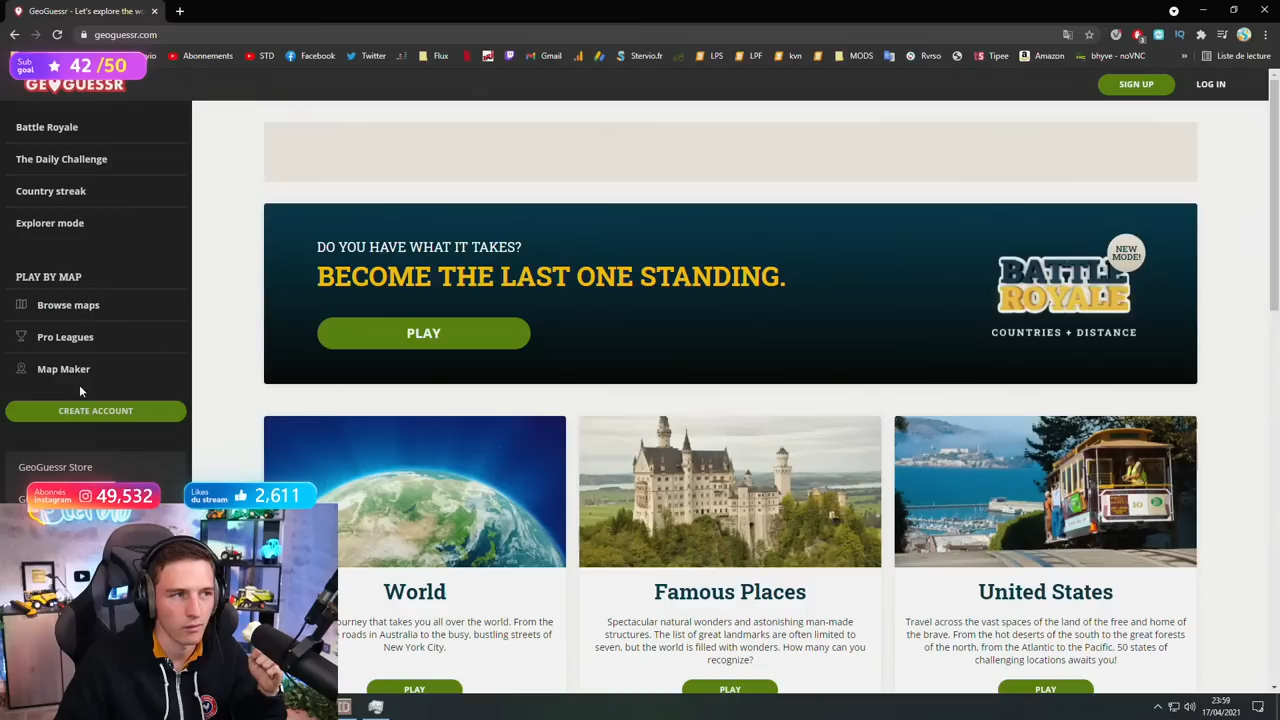 GeoGuessr - Let's explore the w
geoguessr.com
Abonnements
STD
Facebook
Twitter
Flux
Gmail
Stervio.fr
LPS
LPF
kvn
MODS
Rvrso
Tipee
Amazon
bhyve - noVNC
Liste de lecture
Sub goal
42 /50
GEOGUESSR
SIGN UP
LOG IN
Battle Royale
The Daily Challenge
Country streak
Explorer mode
PLAY BY MAP
Browse maps
Pro Leagues
Map Maker
CREATE ACCOUNT
GeoGuessr Store
DO YOU HAVE WHAT IT TAKES?
BECOME THE LAST ONE STANDING.
PLAY
NEW
MODE!
BATTLE
ROYALE
COUNTRIES + DISTANCE
Abonnés
Instagram
49,532
Likes
du stream
2,611
World
ourney that takes you all over the world. From the
roads in Australia to the busy, bustling streets of
New York City.
PLAY
Famous Places
Spectacular natural wonders and astonishing man-made
structures. The list of great landmarks are often limited to
seven, but the world is filled with wonders. How many can you
recognize?
PLAY
United States
Travel across the vast spaces of the land of the free and home of
the brave. From the hot deserts of the south to the great forests
of the north, from the Atlantic to the Pacific. 50 states of
challenging locations awaits you!
PLAY
23:59
17/04/2021